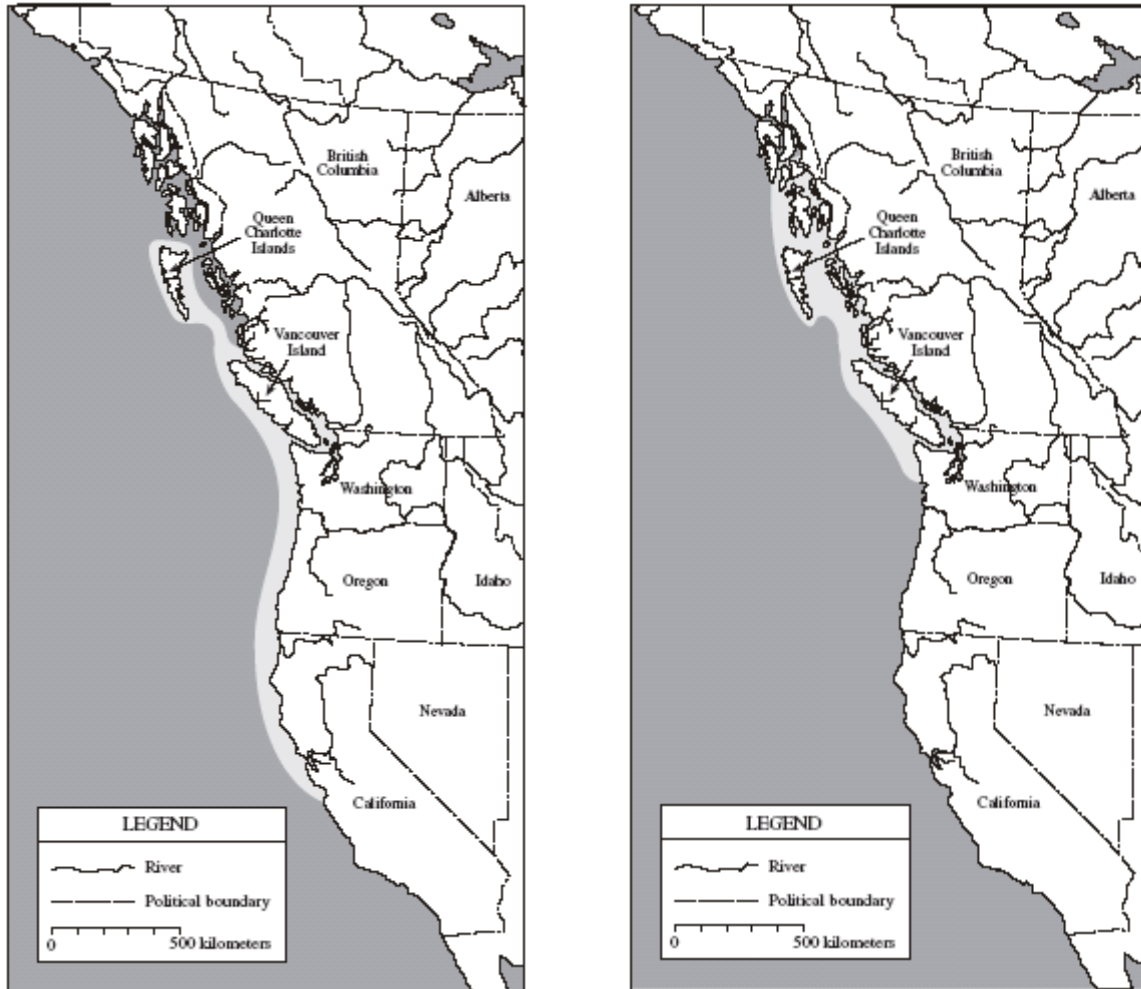 British
Columbia
Alberta
Queen
Charlotte
Islands
Vancouver
Island
Washington
Oregon
Idaho
Nevada
California
LEGEND
River
Political boundary
0
500 kilometers
British
Columbia
Alberta
Queen
Charlotte
Islands
Vancouver
Island
Washington
Oregon
Idaho
Nevada
California
LEGEND
River
Political boundary
0
500 kilometers